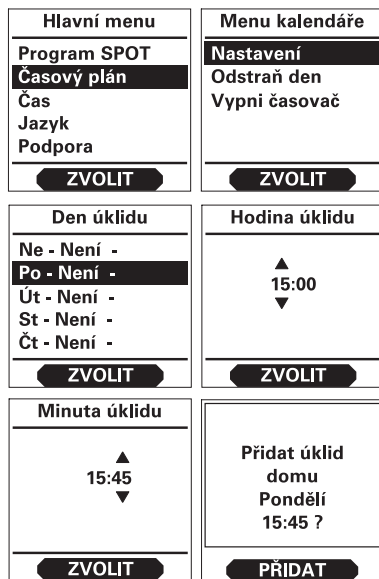 Hlavní menu
Program SPOT
Časový plán
Čas
Jazyk
Podpora
ZVOLIT
Menu kalendáře
Nastavení
Odstraň den
Vypni časovač
ZVOLIT
Den úklidu
Ne - Není -
Po - Není -
Út - Není -
St - Není -
Čt - Není -
ZVOLIT
Hodina úklidu
▲
15:00
▼
ZVOLIT
Minuta úklidu
▲
15:45
▼
ZVOLIT
Přidat úklid
domu
Pondělí
15:45 ?
PŘIDAT